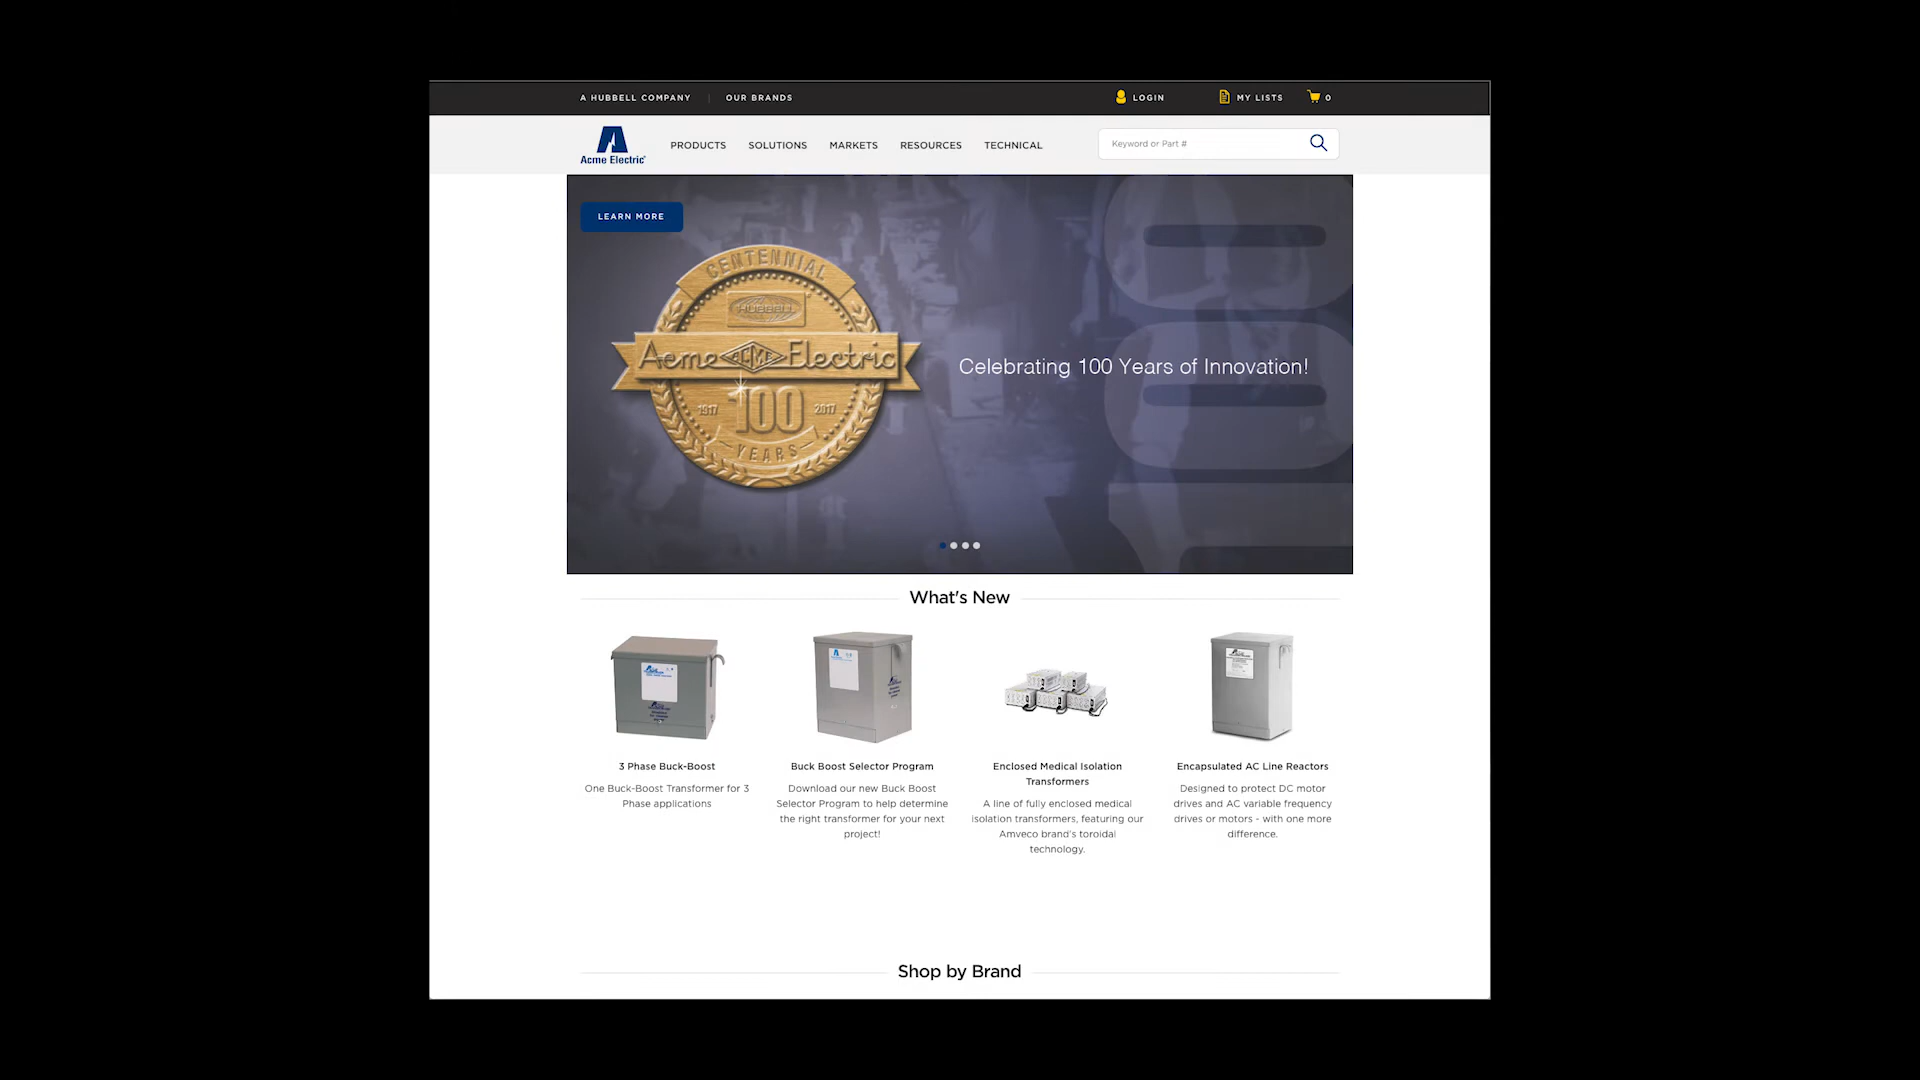 A HUBBELL COMPANY | OUR BRANDS
LOGIN
MY LISTS
0
Acme Electric
PRODUCTS
SOLUTIONS
MARKETS
RESOURCES
TECHNICAL
Keyword or Part #
LEARN MORE
CENTENNIAL
HUBBELL
Acme ACME Electric
1917 100 2017
YEARS
Celebrating 100 Years of Innovation!
What's New
3 Phase Buck-Boost
One Buck-Boost Transformer for 3
Phase applications
Buck Boost Selector Program
Download our new Buck Boost
Selector Program to help determine
the right transformer for your next
project!
Enclosed Medical Isolation
Transformers
A line of fully enclosed medical
isolation transformers, featuring our
Amveco brand's toroidal
technology.
Encapsulated AC Line Reactors
Designed to protect DC motor
drives and AC variable frequency
drives or motors - with one more
difference.
Shop by Brand